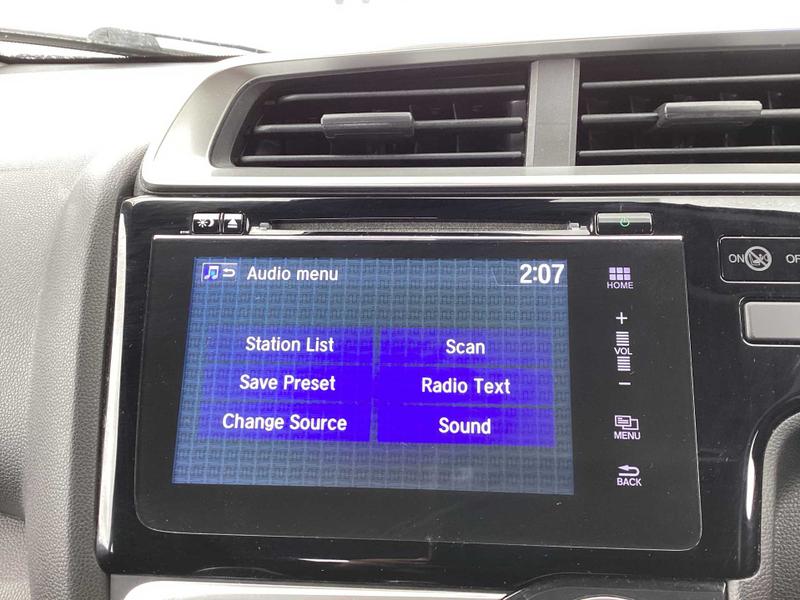 Audio menu 2:07
HOME
Station List Scan
VOL
Save Preset Radio Text
Change Source Sound
MENU
BACK
ON